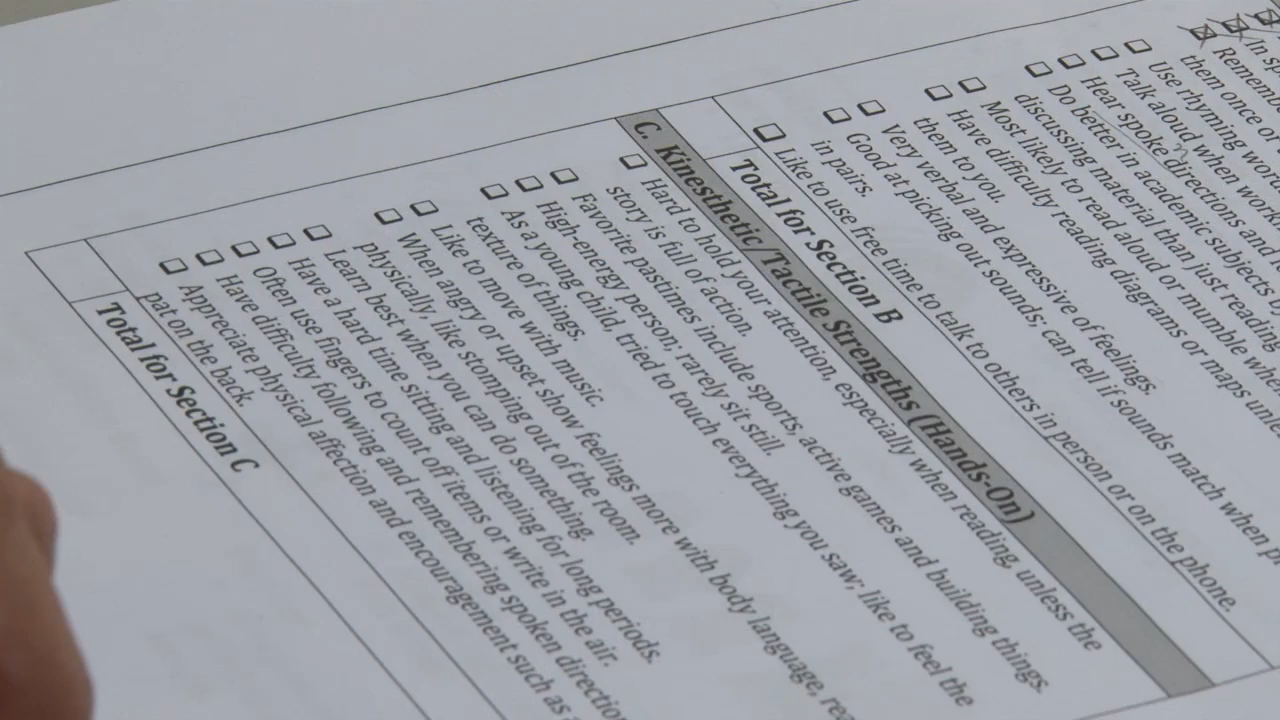 In
Rememb
them one or
Use rhyming word
Talk aloud when work
Hear spoke directions and
Do better in academic subjects
discussing material than just reading
Most likely to read aloud or mumble whe
Have difficulty reading diagrams or maps
them to you.
Very verbal and expressive of feelings.
Good at picking out sounds; can tell if sounds match when
in pairs.
Like to use free time to talk to others in person or on the phone.
Total for Section B
C. Kinesthetic/Tactile Strengths (Hands-On)
Hard to hold your attention, especially when reading, unless the
story is full of action.
Favorite pastimes include sports, active games and building things.
High-energy person; rarely sit still.
As a young child, tried to touch everything you saw; like to feel the
texture of things.
Like to move with music.
When angry or upset show feelings more with body language, rea
physically, like stomping out of the room.
Learn best when you can do something.
Have a hard time sitting and listening for long periods.
Often use fingers to count off items or write in the air.
Have difficulty following and remembering spoken direction
Appreciate physical affection and encouragement such as a
pat on the back.
Total for Section C